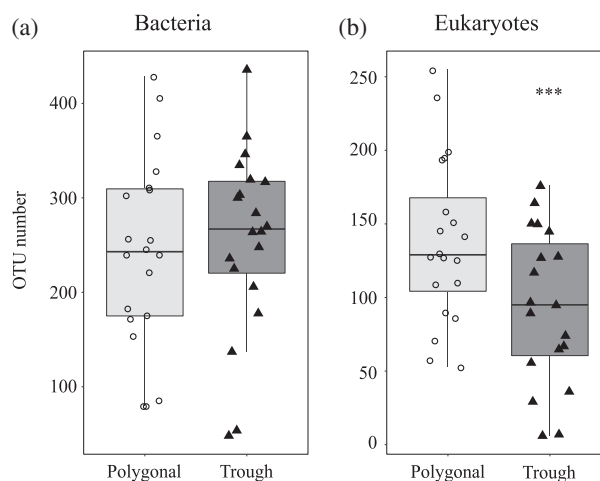 (a) Bacteria
OTU number
400
300
200
100
Polygonal Trough
(b) Eukaryotes
***
250
200
150
100
50
0
Polygonal Trough